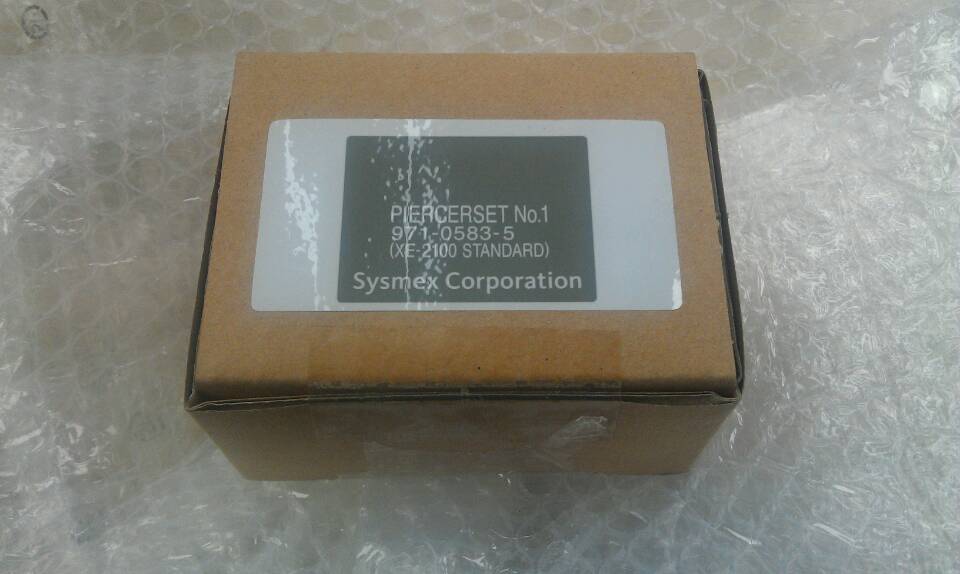 PIERCERSET No.1
971-0583-5
(XE-2100 STANDARD)
Sysmex Corporation